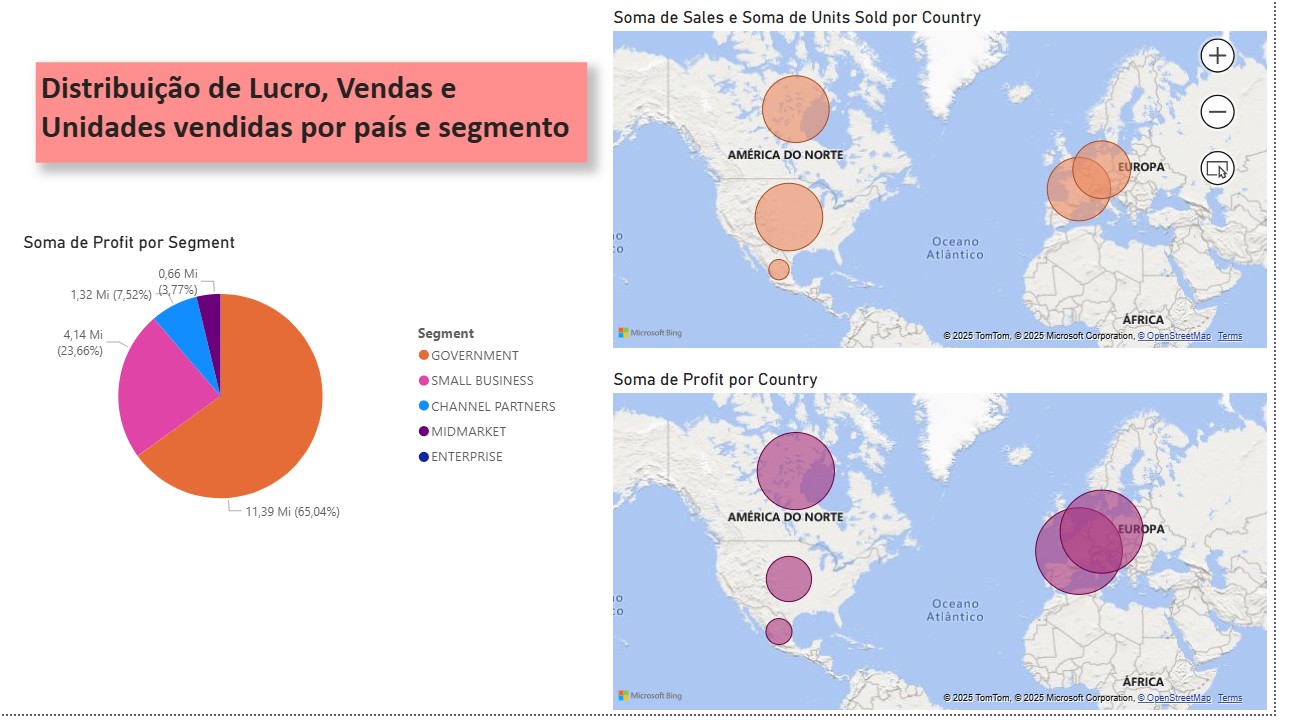 Distribuição de Lucro, Vendas e
Unidades vendidas por país e segmento
Soma de Profit por Segment
0,66 Mi
(3,77%)
1,32 Mi (7,52%)
4,14 Mi
(23,66%)
11,39 Mi (65,04%)
Segment
GOVERNMENT
SMALL BUSINESS
CHANNEL PARTNERS
MIDMARKET
ENTERPRISE
Soma de Sales e Soma de Units Sold por Country
AMÉRICA DO NORTE
EUROPA
Oceano
Atlântico
ÁFRICA
Microsoft Bing
© 2025 TomTom, © 2025 Microsoft Corporation, © OpenStreetMap Terms
Soma de Profit por Country
AMÉRICA DO NORTE
EUROPA
Oceano
Atlântico
ÁFRICA
Microsoft Bing
© 2025 TomTom, © 2025 Microsoft Corporation, © OpenStreetMap Terms